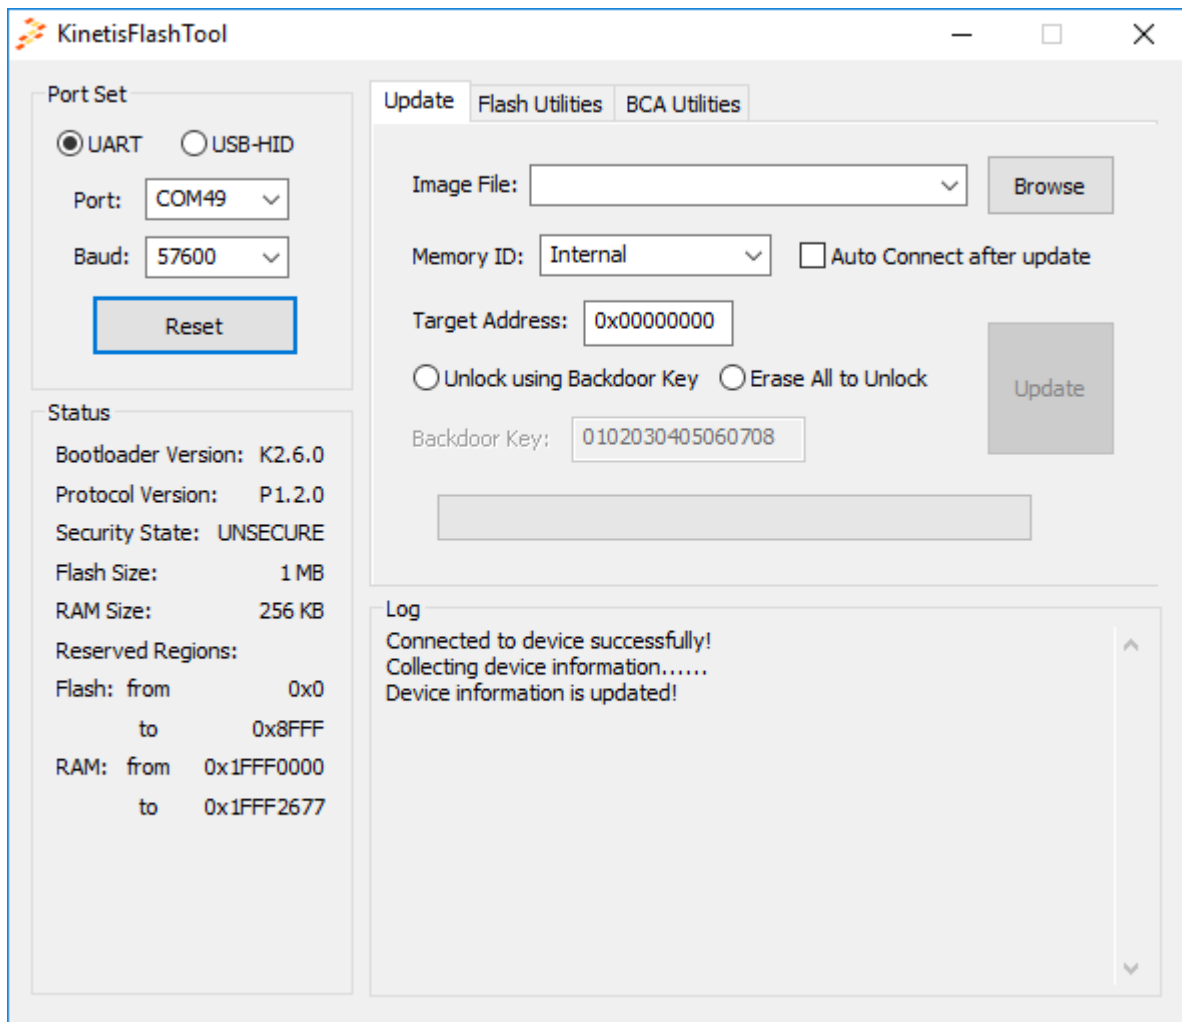 KinetisFlashTool
Port Set
UART USB-HID
Port: COM49
Baud: 57600
Reset
Status
Bootloader Version: K2.6.0
Protocol Version: P1.2.0
Security State: UNSECURE
Flash Size: 1 MB
RAM Size: 256 KB
Reserved Regions:
Flash: from 0x0
to 0x8FFF
RAM: from 0x1FFF0000
to 0x1FFF2677
Update Flash Utilities BCA Utilities
Image File: Browse
Memory ID: Internal Auto Connect after update
Target Address: 0x00000000
Unlock using Backdoor Key Erase All to Unlock
Update
Backdoor Key: 0102030405060708
Log
Connected to device successfully!
Collecting device information......
Device information is updated!